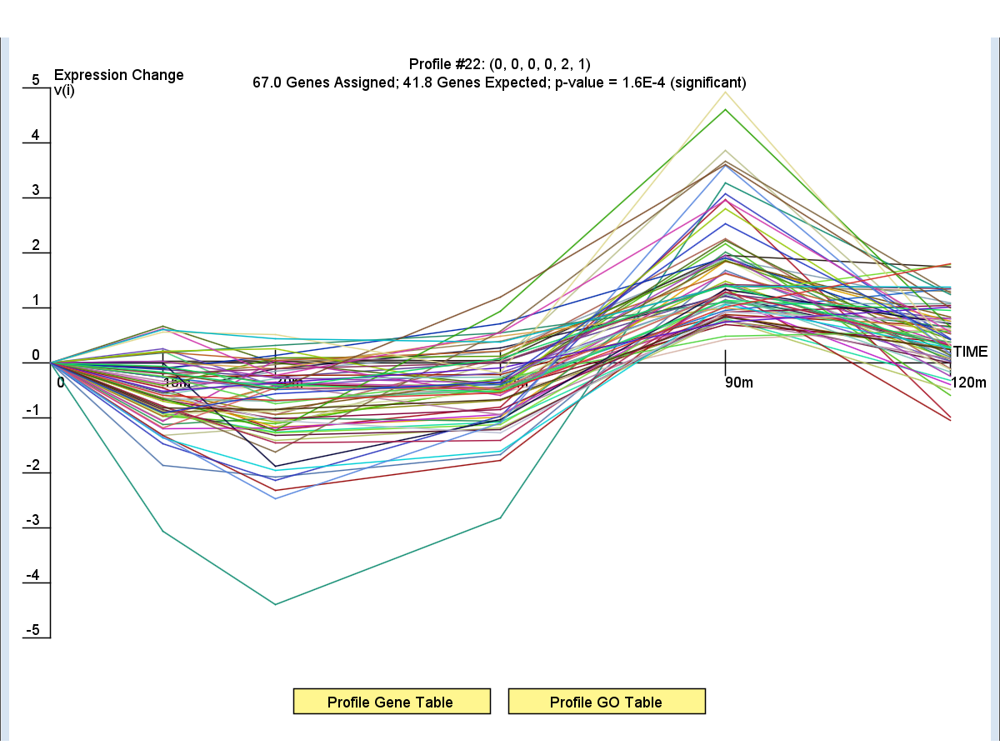 Profile #22: (0, 0, 0, 0, 2, 1)
67.0 Genes Assigned; 41.8 Genes Expected; p-value = 1.6E-4 (significant)
Expression Change
v(i)
5
4
3
2
1
0
-1
-2
-3
-4
-5
TIME
0
90m
120m
Profile Gene Table
Profile GO Table